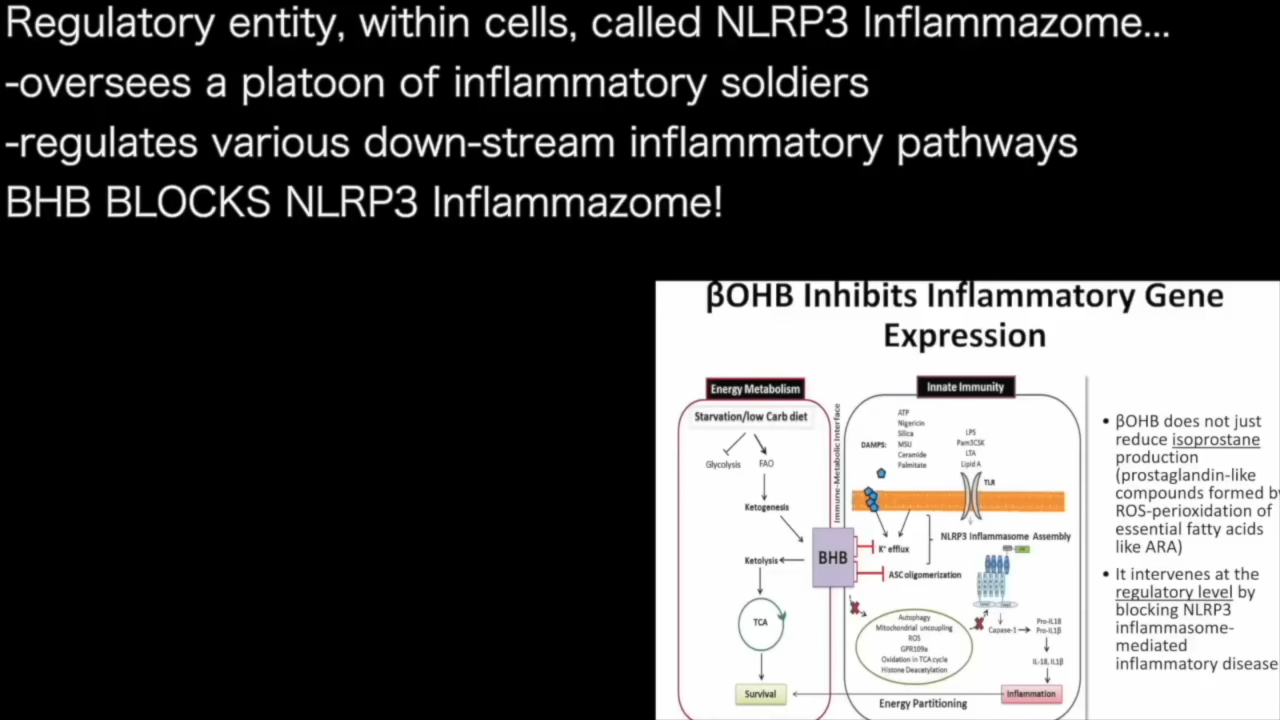 Regulatory entity, within cells, called NLRP3 Inflammazome...
-oversees a platoon of inflammatory soldiers
-regulates various down-stream inflammatory pathways
BHB BLOCKS NLRP3 Inflammazome!
βOHB Inhibits Inflammatory Gene
Expression
Energy Metabolism
Starvation/low Carb diet
Glycolysis
FAO
Ketogenesis
Ketolysis
TCA
Survival
Immune-Metabolic Interface
BHB
Innate Immunity
DAMPS:
ATP
Nigericin
Silica
MSU
Ceramide
Palmitate
LPS
Pam3CSK
LTA
Lipid A
TLR
K⁺ efflux
NLRP3 Inflammasome Assembly
ASC oligomerization
Autophagy
Mitochondrial uncoupling
ROS
GPR109a
Oxidation in TCA cycle
Histone Deacetylation
Capase-1
Pro-IL18
Pro-IL1β
IL-18, IL1β
Inflammation
Energy Partitioning
• βOHB does not just
reduce isoprostane
production
(prostaglandin-like
compounds formed by
ROS-perioxidation of
essential fatty acids
like ARA)
• It intervenes at the
regulatory level by
blocking NLRP3
inflammasome-
mediated
inflammatory disease